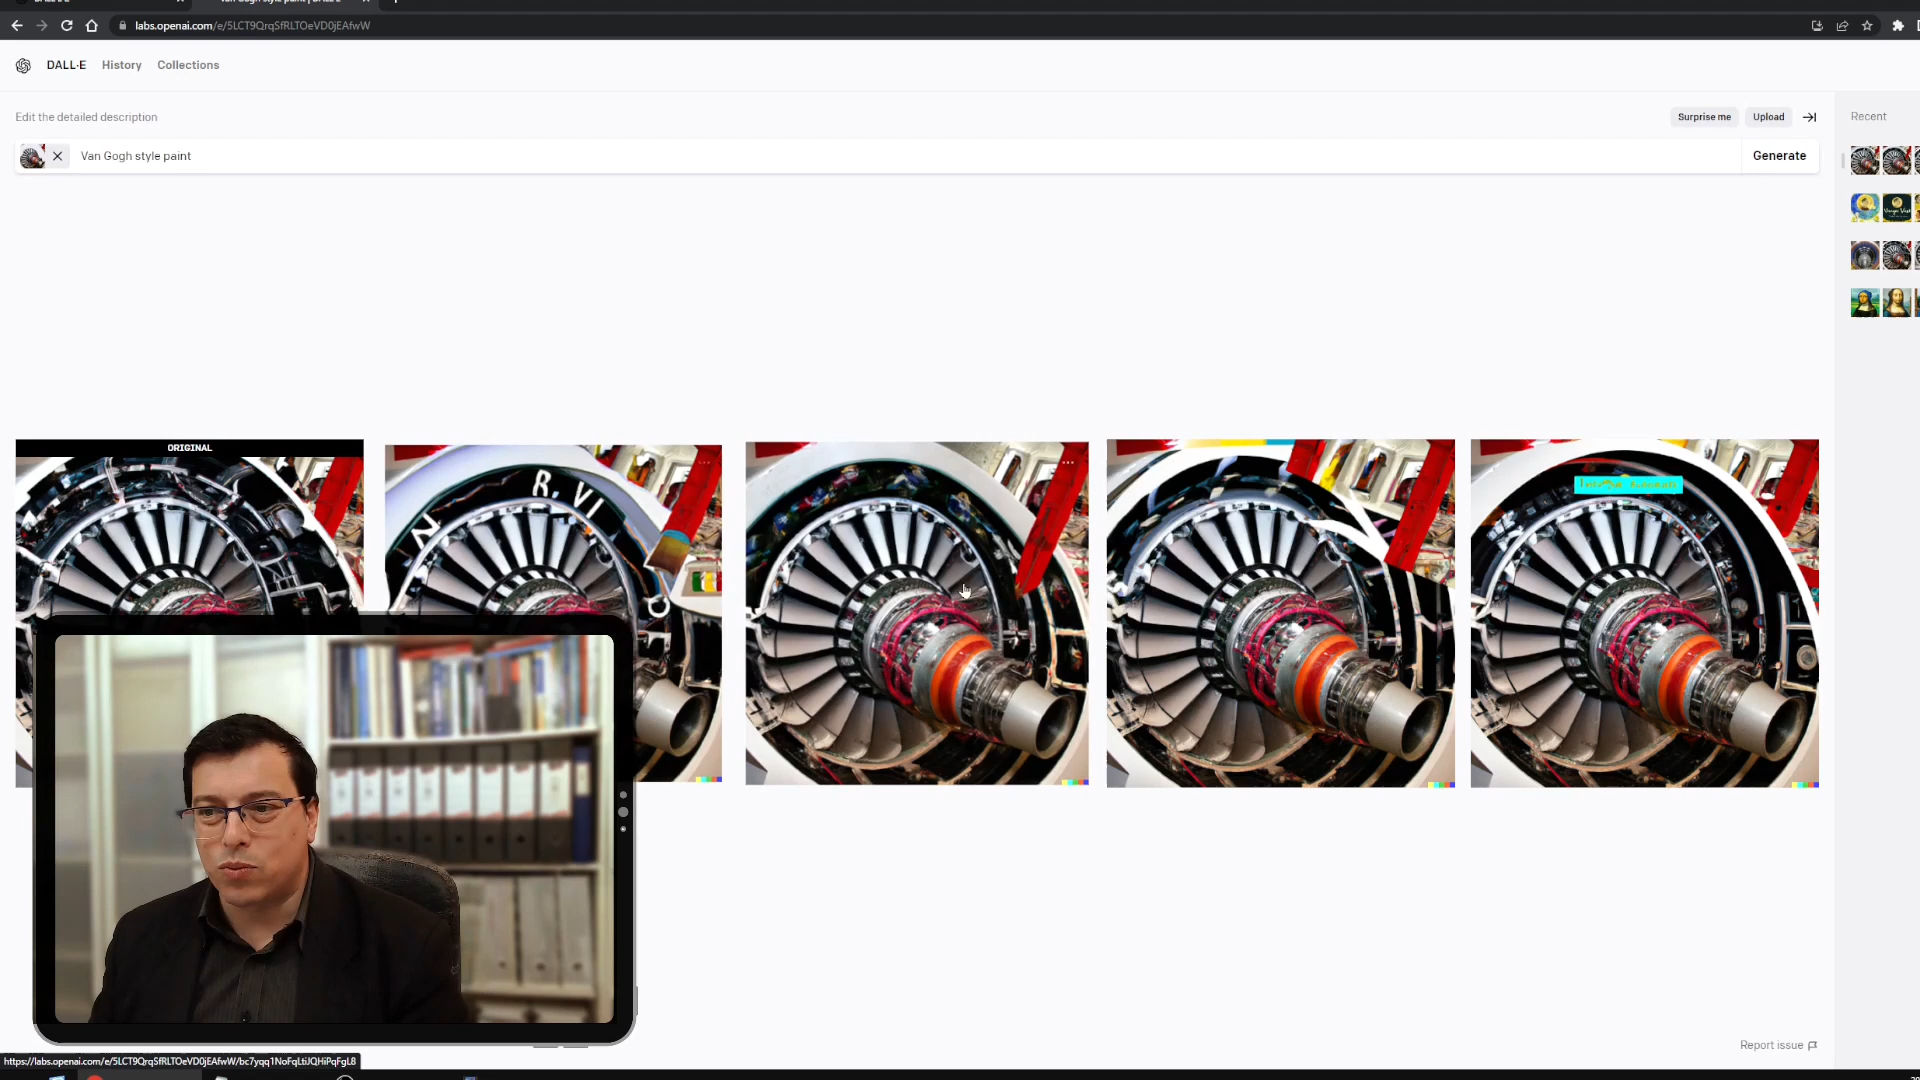 labs.openai.com/e/5LCT9QrqSfRLTOeVD0jEAfwW
DALL·E
History
Collections
Edit the detailed description
Surprise me
Upload
Recent
Van Gogh style paint
Generate
ORIGINAL
N
R, VI
Report issue
https://labs.openai.com/e/5LCT9QrqSfRLTOeVD0jEAfwW/bc7yqq1NoFqLtiJQHiPqFgL8